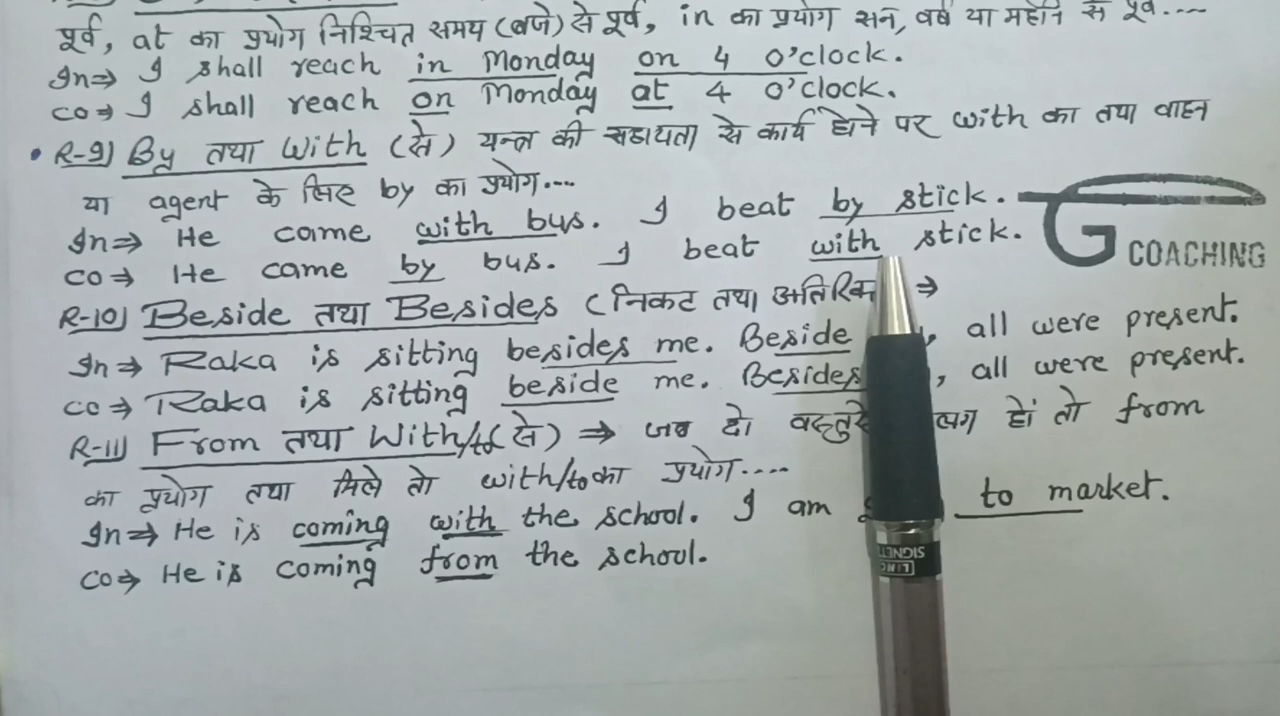 पूर्व, at का प्रयोग निश्चित समय (बजे) से पूर्व, in का प्रयोग सन, वर्ष या महीने से पूर्व....
In⇒ I shall reach in Monday on 4 o'clock.
CO⇒ I shall reach on Monday at 4 o'clock.
• R-9) By तथा With (से) यन्त्र की सहायता से कार्य होने पर with का तथा वाहन
या agent के लिए by का प्रयोग....
In⇒ He came with bus. I beat by stick.
CO⇒ He came by bus. I beat with stick.
G COACHING
R-10) Beside तथा Besides (निकट तथा ⇒
In⇒ Raka is sitting besides me. Beside , all were present.
CO⇒ Raka is sitting beside me. Besides , all were present.
R-11) From तथा With/to (से) ⇒ जब दो हों तो from
का प्रयोग तथा मिले तो with/to का प्रयोग....
In⇒ He is coming with the school. I am to market.
CO⇒ He is coming from the school.
LINC
SIGNETT